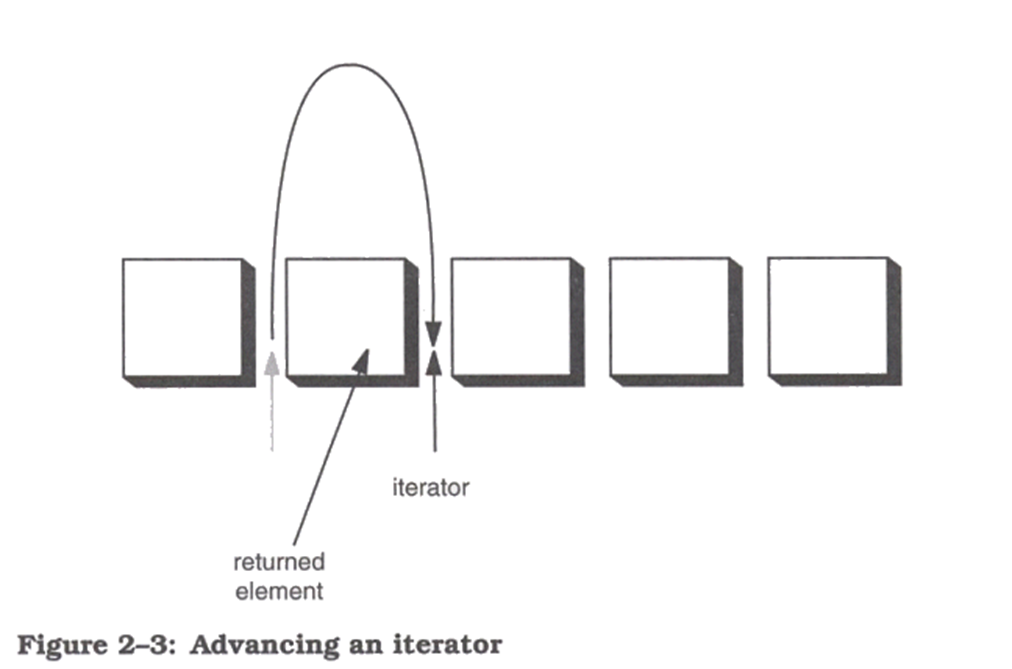 iterator
returned
element
Figure 2–3: Advancing an iterator